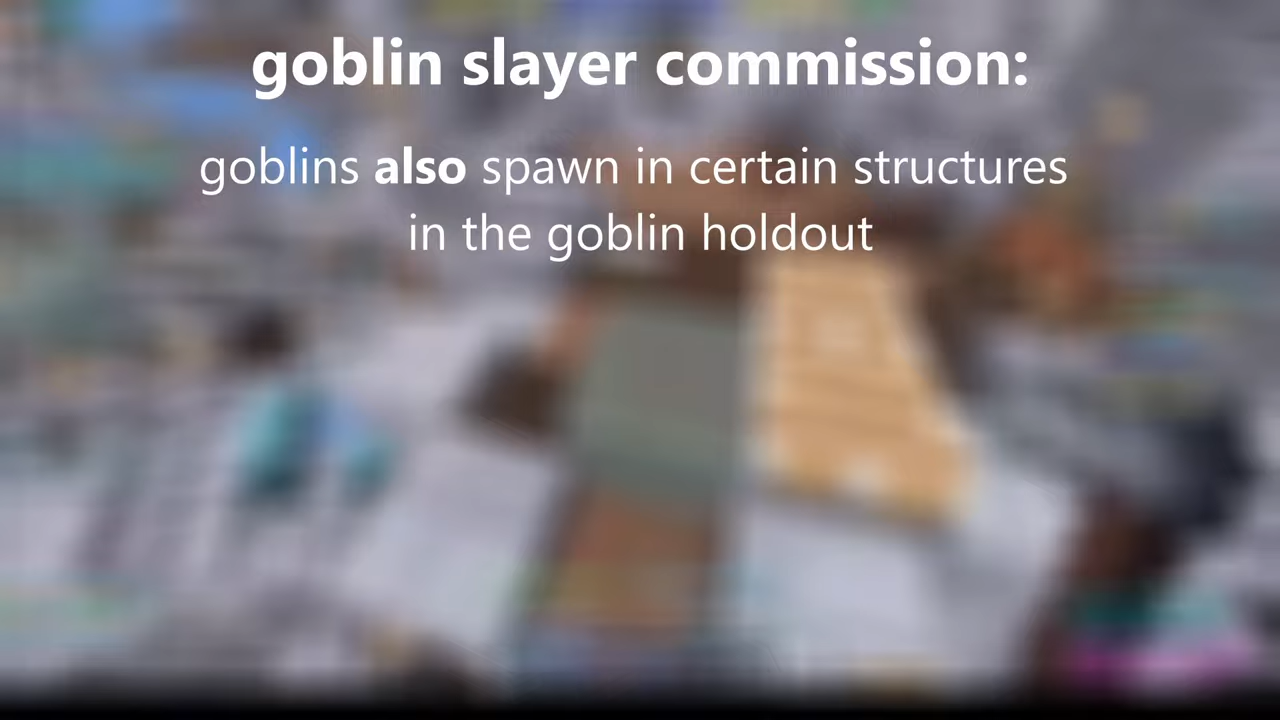 goblin slayer commission:
goblins also spawn in certain structures
in the goblin holdout